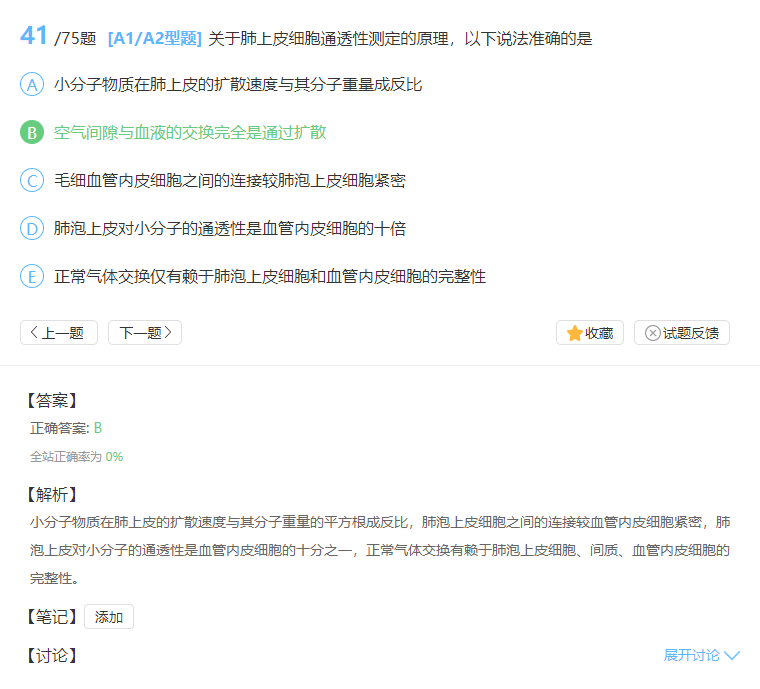 41 /75题 [A1/A2型题] 关于肺上皮细胞通透性测定的原理，以下说法准确的是
A 小分子物质在肺上皮的扩散速度与其分子重量成反比
B 空气间隙与血液的交换完全是通过扩散
C 毛细血管内皮细胞之间的连接较肺泡上皮细胞紧密
D 肺泡上皮对小分子的通透性是血管内皮细胞的十倍
E 正常气体交换仅有赖于肺泡上皮细胞和血管内皮细胞的完整性
上一题 下一题 收藏 试题反馈
【答案】
正确答案: B
全站正确率为 0%
【解析】
小分子物质在肺上皮的扩散速度与其分子重量的平方根成反比，肺泡上皮细胞之间的连接较血管内皮细胞紧密，肺
泡上皮对小分子的通透性是血管内皮细胞的十分之一，正常气体交换有赖于肺泡上皮细胞、间质、血管内皮细胞的
完整性。
【笔记】 添加
【讨论】 展开讨论